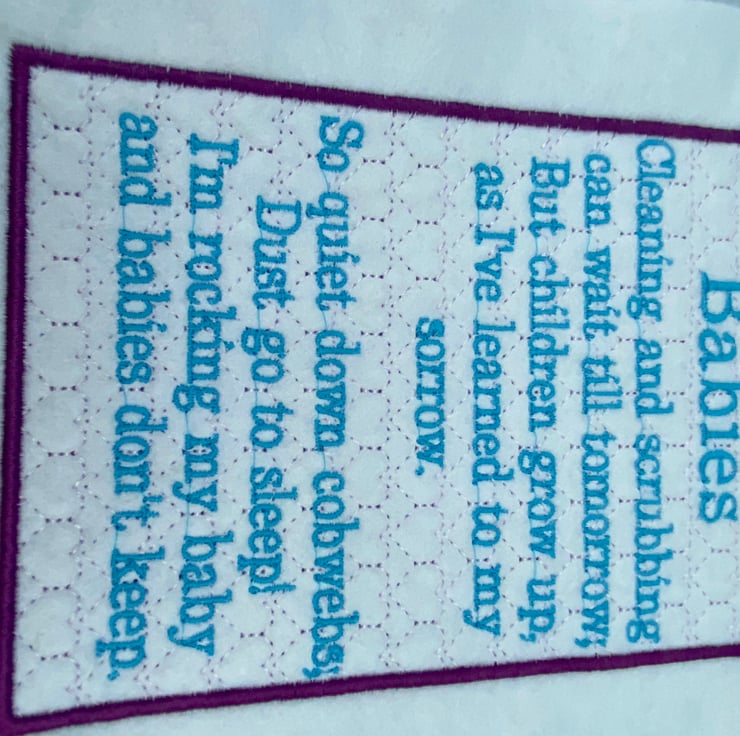 Babies
Cleaning and scrubbing
can wait till tomorrow;
But children grow up,
as I've learned to my
sorrow.
So quiet down cobwebs;
Dust go to sleep!
I'm rocking my baby
and babies don't keep.